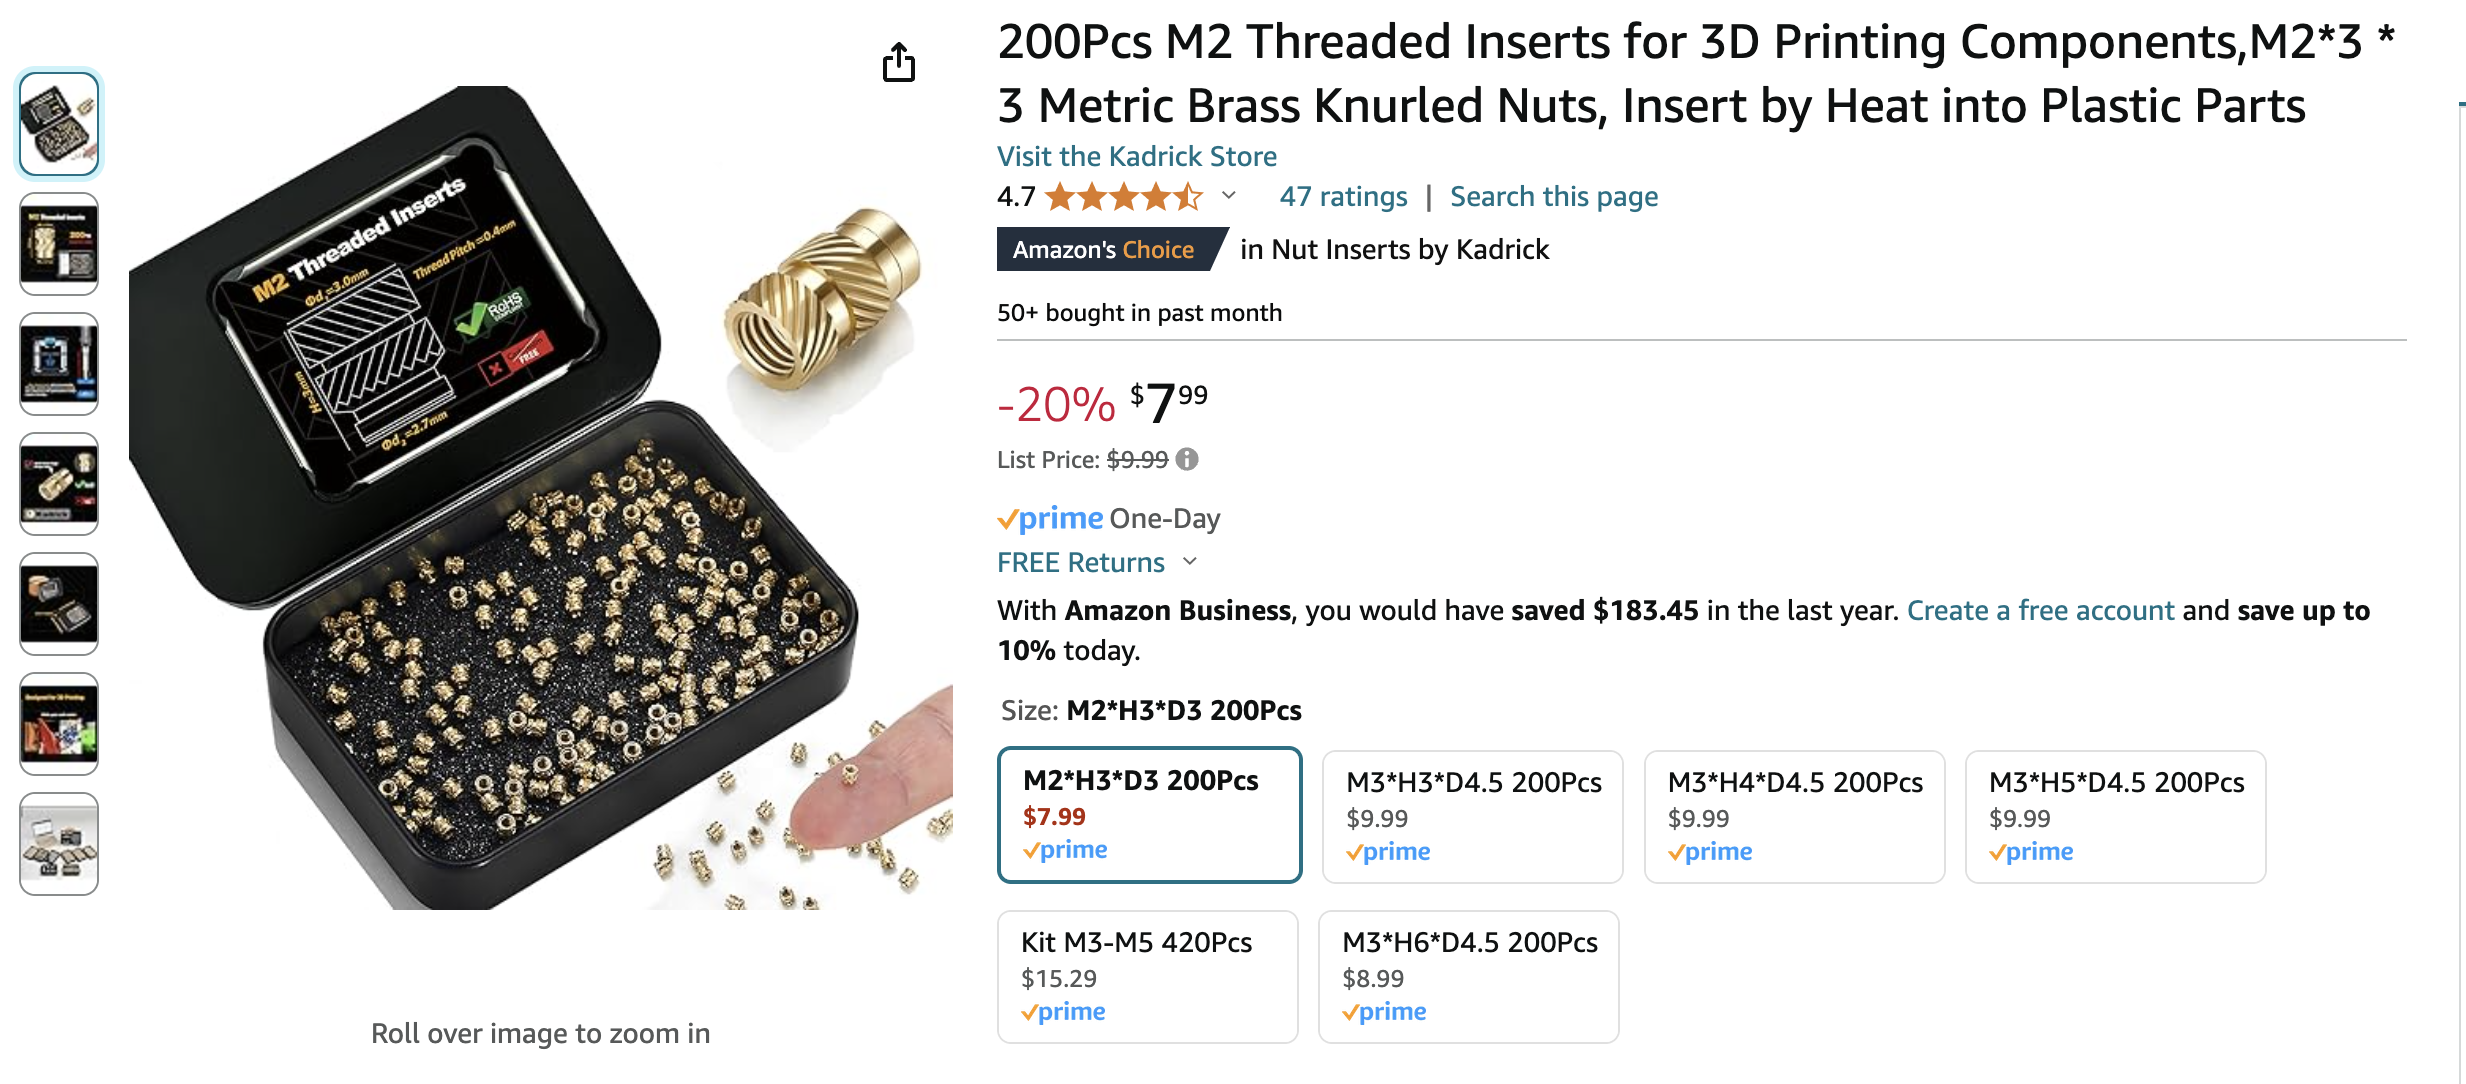 M2 Threaded Inserts
Φd₁=3.0mm
Thread Pitch=0.4mm
RoHS
FREE
H=3mm
Φd₂=2.7mm
Roll over image to zoom in
200Pcs M2 Threaded Inserts for 3D Printing Components,M2*3 *
3 Metric Brass Knurled Nuts, Insert by Heat into Plastic Parts
Visit the Kadrick Store
4.7 47 ratings | Search this page
Amazon's Choice in Nut Inserts by Kadrick
50+ bought in past month
-20% $7 99
List Price: $9.99
prime One-Day
FREE Returns
With Amazon Business, you would have saved $183.45 in the last year. Create a free account and save up to
10% today.
Size: M2*H3*D3 200Pcs
M2*H3*D3 200Pcs
$7.99
prime
M3*H3*D4.5 200Pcs
$9.99
prime
M3*H4*D4.5 200Pcs
$9.99
prime
M3*H5*D4.5 200Pcs
$9.99
prime
Kit M3-M5 420Pcs
$15.29
prime
M3*H6*D4.5 200Pcs
$8.99
prime